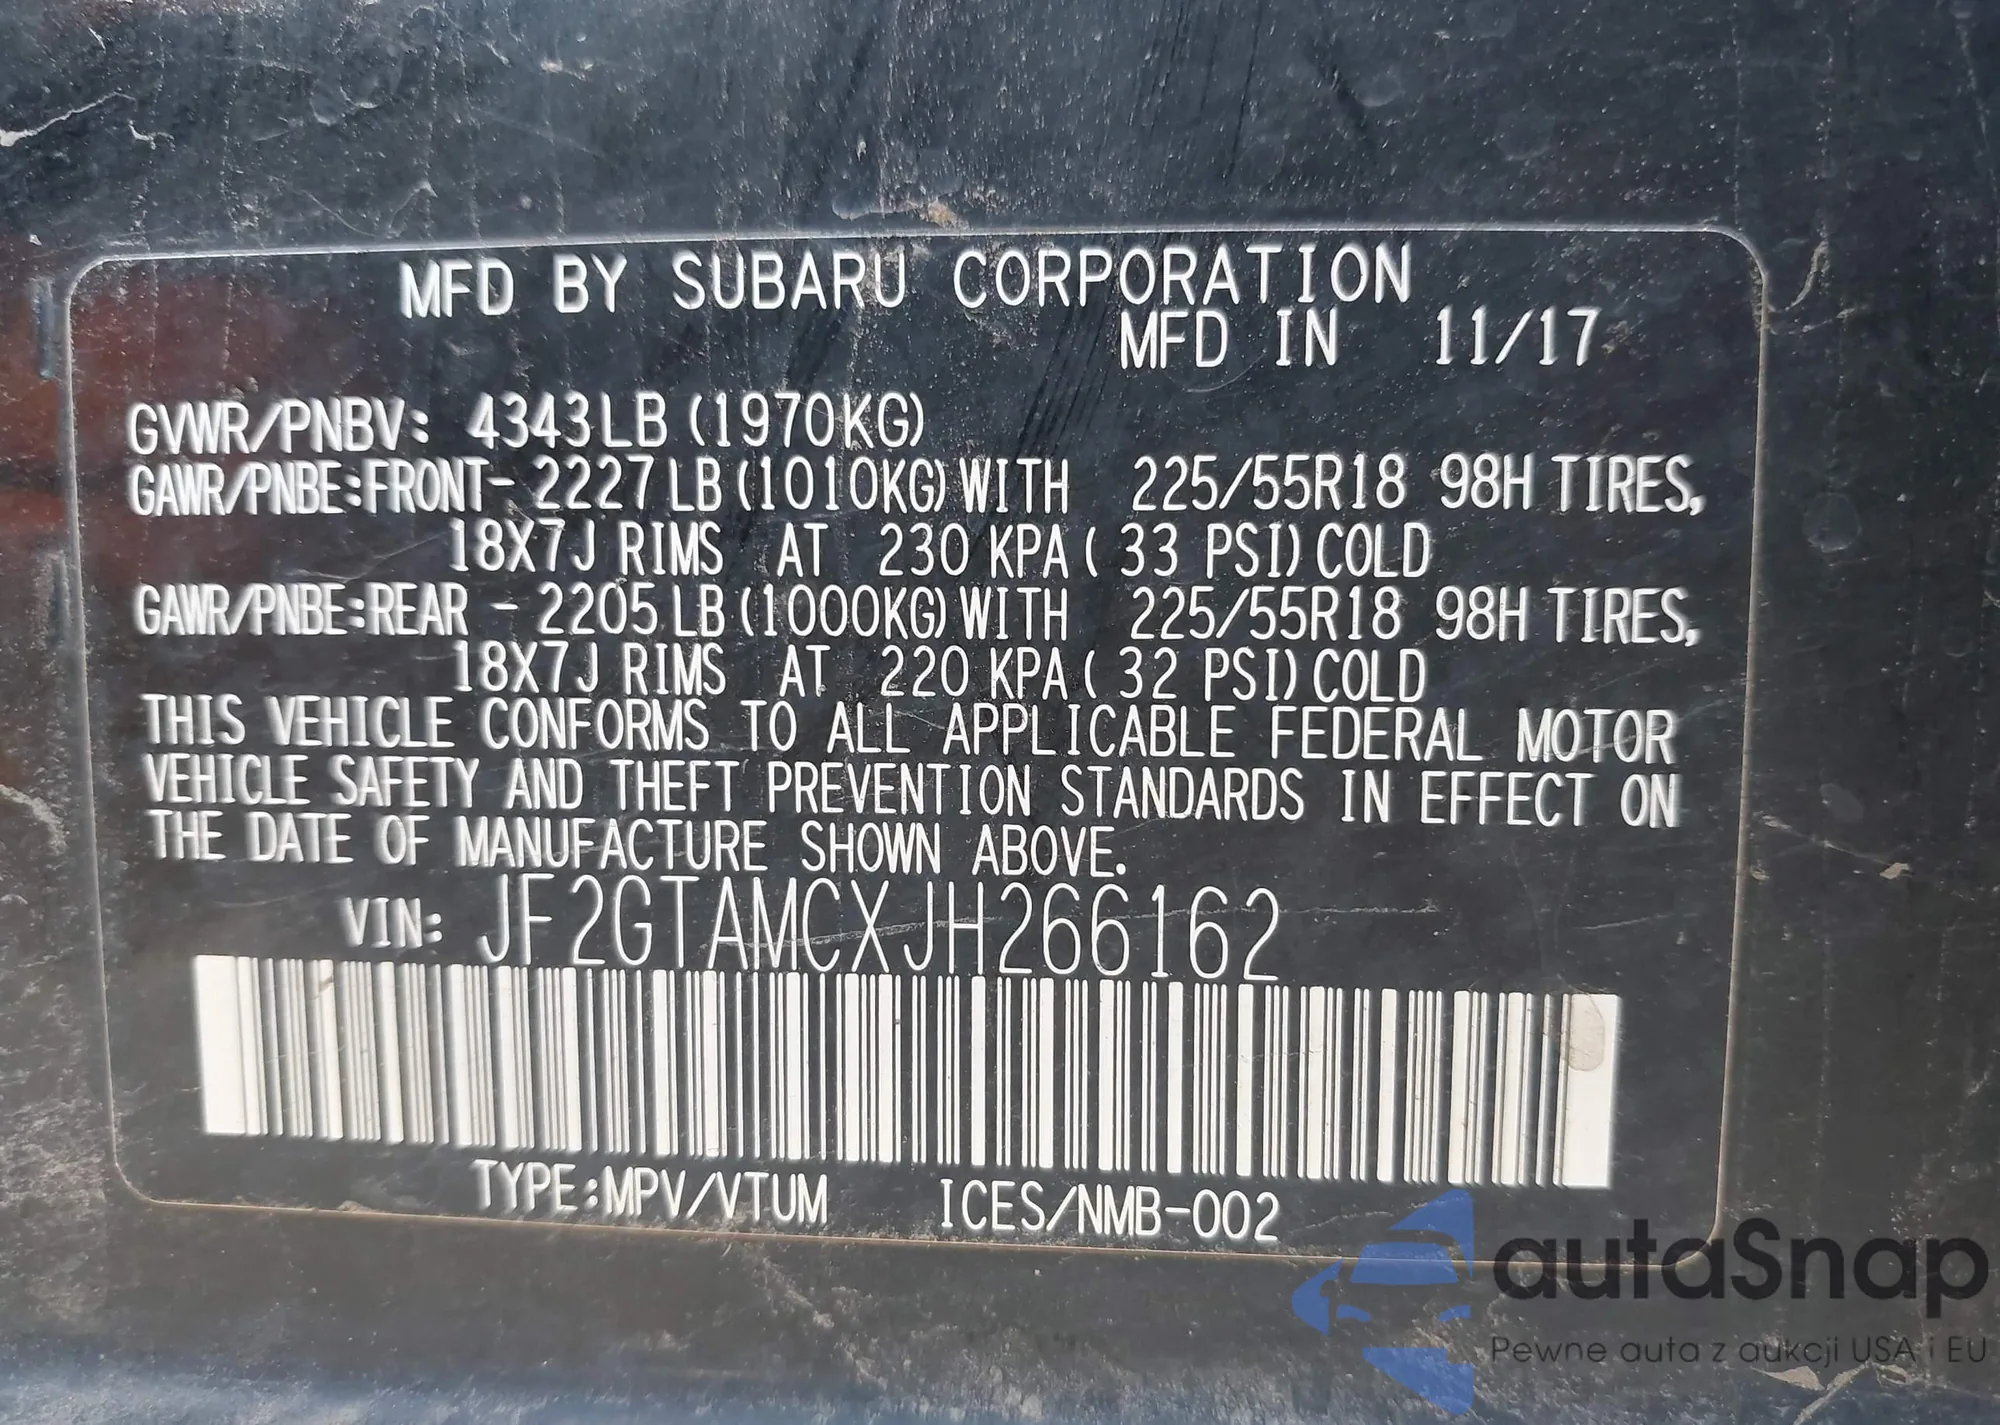 MFD BY SUBARU CORPORATION
MFD IN 11/17
GVWR/PNBV: 4343LB (1970KG)
GAWR/PNBE:FRONT- 2227LB (1010KG) WITH 225/55R18 98H TIRES,
18X7J RIMS AT 230 KPA ( 33 PSI) COLD
GAWR/PNBE:REAR - 2205LB (1000KG) WITH 225/55R18 98H TIRES,
18X7J RIMS AT 220 KPA ( 32 PSI) COLD
THIS VEHICLE CONFORMS TO ALL APPLICABLE FEDERAL MOTOR
VEHICLE SAFETY AND THEFT PREVENTION STANDARDS IN EFFECT ON
THE DATE OF MANUFACTURE SHOWN ABOVE.
VIN: JF2GTAMCXJH266162
TYPE:MPV/VTUM ICES/NMB-002
autaSnap
Pewne auta z aukcji USA i EU